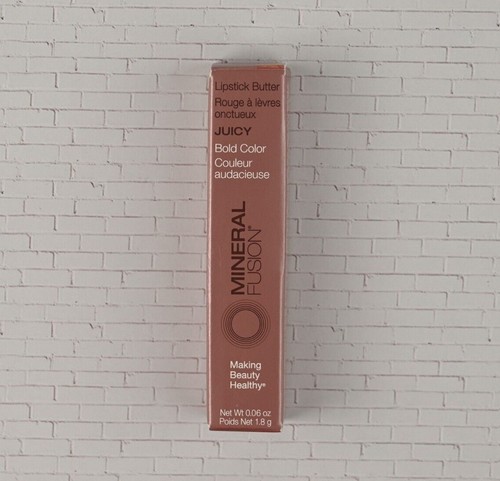 Lipstick Butter
Rouge à lèvres
onctueux
JUICY
Bold Color
Couleur
audacieuse
MINERAL
FUSION®
Making
Beauty
Healthy®
Net Wt 0.06 oz
Poids Net 1.8 g